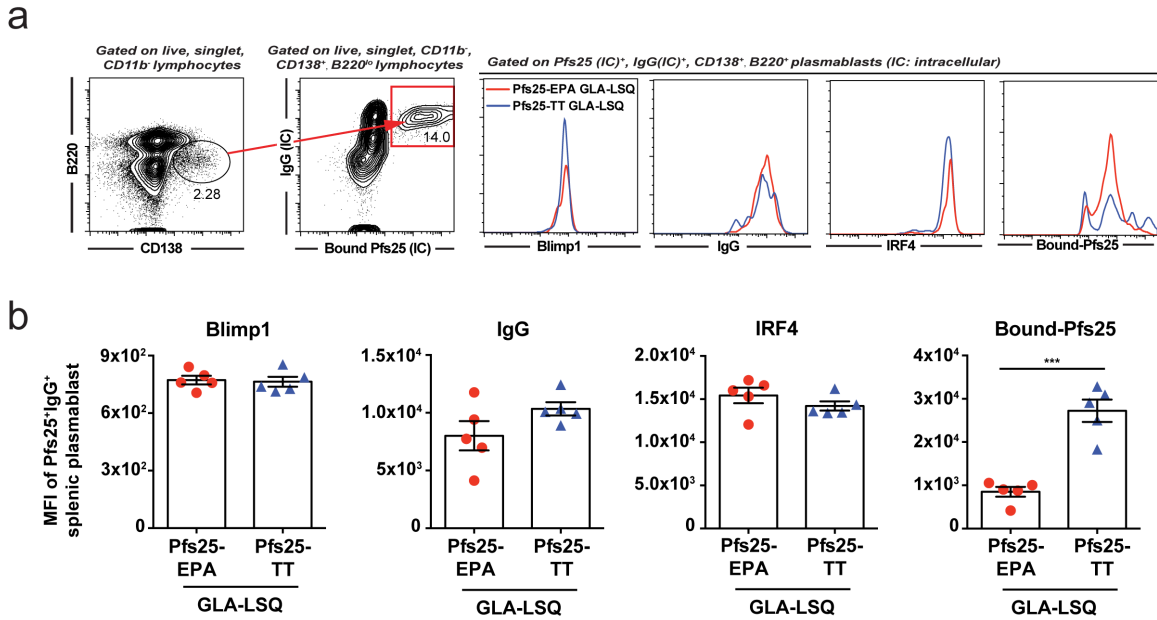 a
Gated on live, singlet,
CD11b⁻ lymphocytes
B220
2.28
CD138
Gated on live, singlet, CD11b⁻,
CD138⁺, B220ˡᵒ lymphocytes
IgG (IC)
14.0
Bound Pfs25 (IC)
Gated on Pfs25 (IC)⁺, IgG(IC)⁺, CD138⁺, B220⁺ plasmablasts (IC: intracellular)
Pfs25-EPA GLA-LSQ
Pfs25-TT GLA-LSQ
Blimp1
IgG
IRF4
Bound-Pfs25
b
MFI of Pfs25⁺IgG⁺
splenic plasmablast
Blimp1
9x10²
6x10²
3x10²
0
Pfs25-
EPA
Pfs25-
TT
GLA-LSQ
IgG
1.5x10⁴
1.0x10⁴
5x10³
0
Pfs25-
EPA
Pfs25-
TT
GLA-LSQ
IRF4
2.0x10⁴
1.5x10⁴
1.0x10⁴
5.0x10³
0
Pfs25-
EPA
Pfs25-
TT
GLA-LSQ
Bound-Pfs25
***
4x10⁴
3x10⁴
2x10⁴
1x10³
0
Pfs25-
EPA
Pfs25-
TT
GLA-LSQ